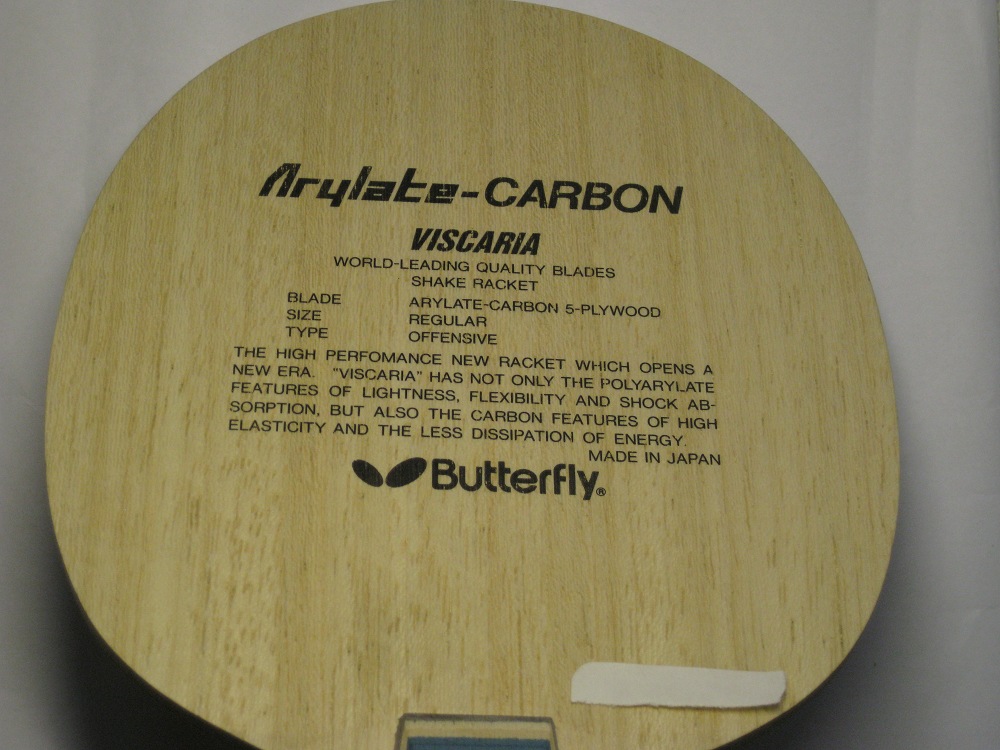 Arylate-CARBON
VISCARIA
WORLD-LEADING QUALITY BLADES
SHAKE RACKET
BLADE ARYLATE-CARBON 5-PLYWOOD
SIZE REGULAR
TYPE OFFENSIVE
THE HIGH PERFOMANCE NEW RACKET WHICH OPENS A
NEW ERA. "VISCARIA" HAS NOT ONLY THE POLYARYLATE
FEATURES OF LIGHTNESS, FLEXIBILITY AND SHOCK AB-
SORPTION, BUT ALSO THE CARBON FEATURES OF HIGH
ELASTICITY AND THE LESS DISSIPATION OF ENERGY.
MADE IN JAPAN
Butterfly®